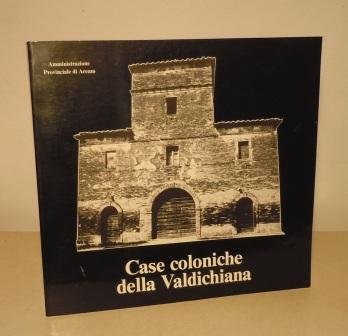 Amministrazione
Provinciale di Arezzo
Case coloniche
della Valdichiana